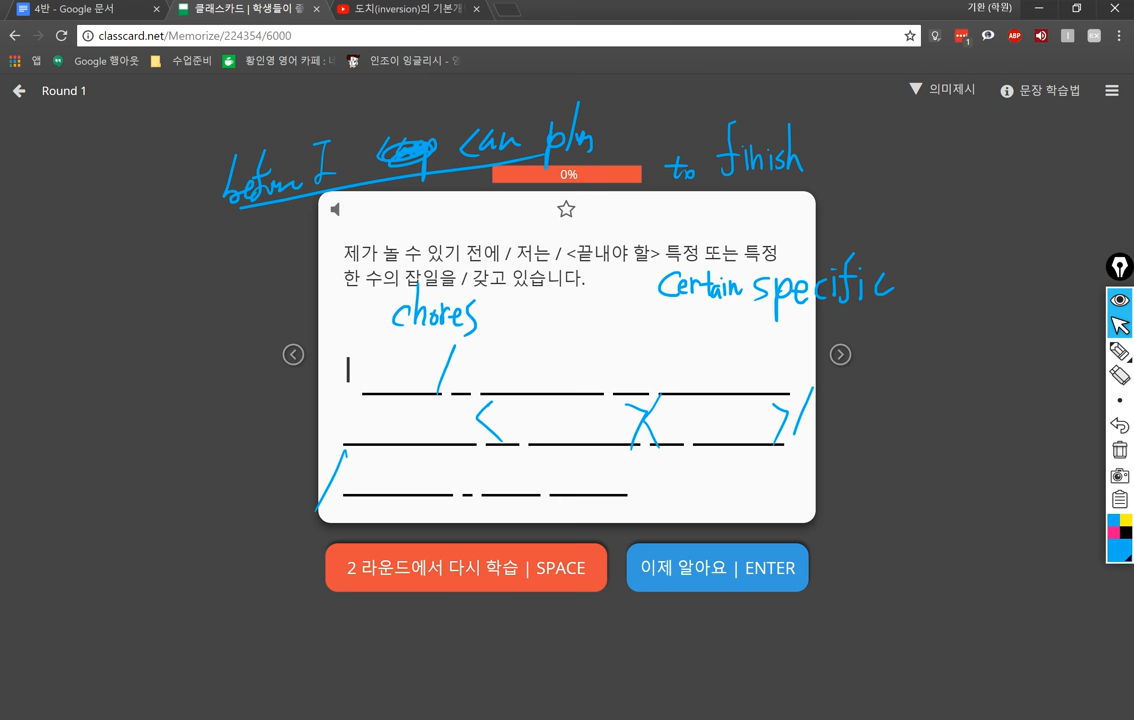 4반 - Google 문서
클래스카드 | 학생들이 즐
도치(inversion)의 기본개
기환 (학원)
classcard.net/Memorize/224354/6000
ABP
앱
Google 행아웃
수업준비
황인영 영어 카페 : 네
인조이 잉글리시 - 영
Round 1
의미제시
문장 학습법
before I can play to finish
0%
제가 놀 수 있기 전에 / 저는 / <끝내야 할> 특정 또는 특정
한 수의 잡일을 / 갖고 있습니다.
certain specific
chores
/
< X > /
/
2 라운드에서 다시 학습 | SPACE
이제 알아요 | ENTER